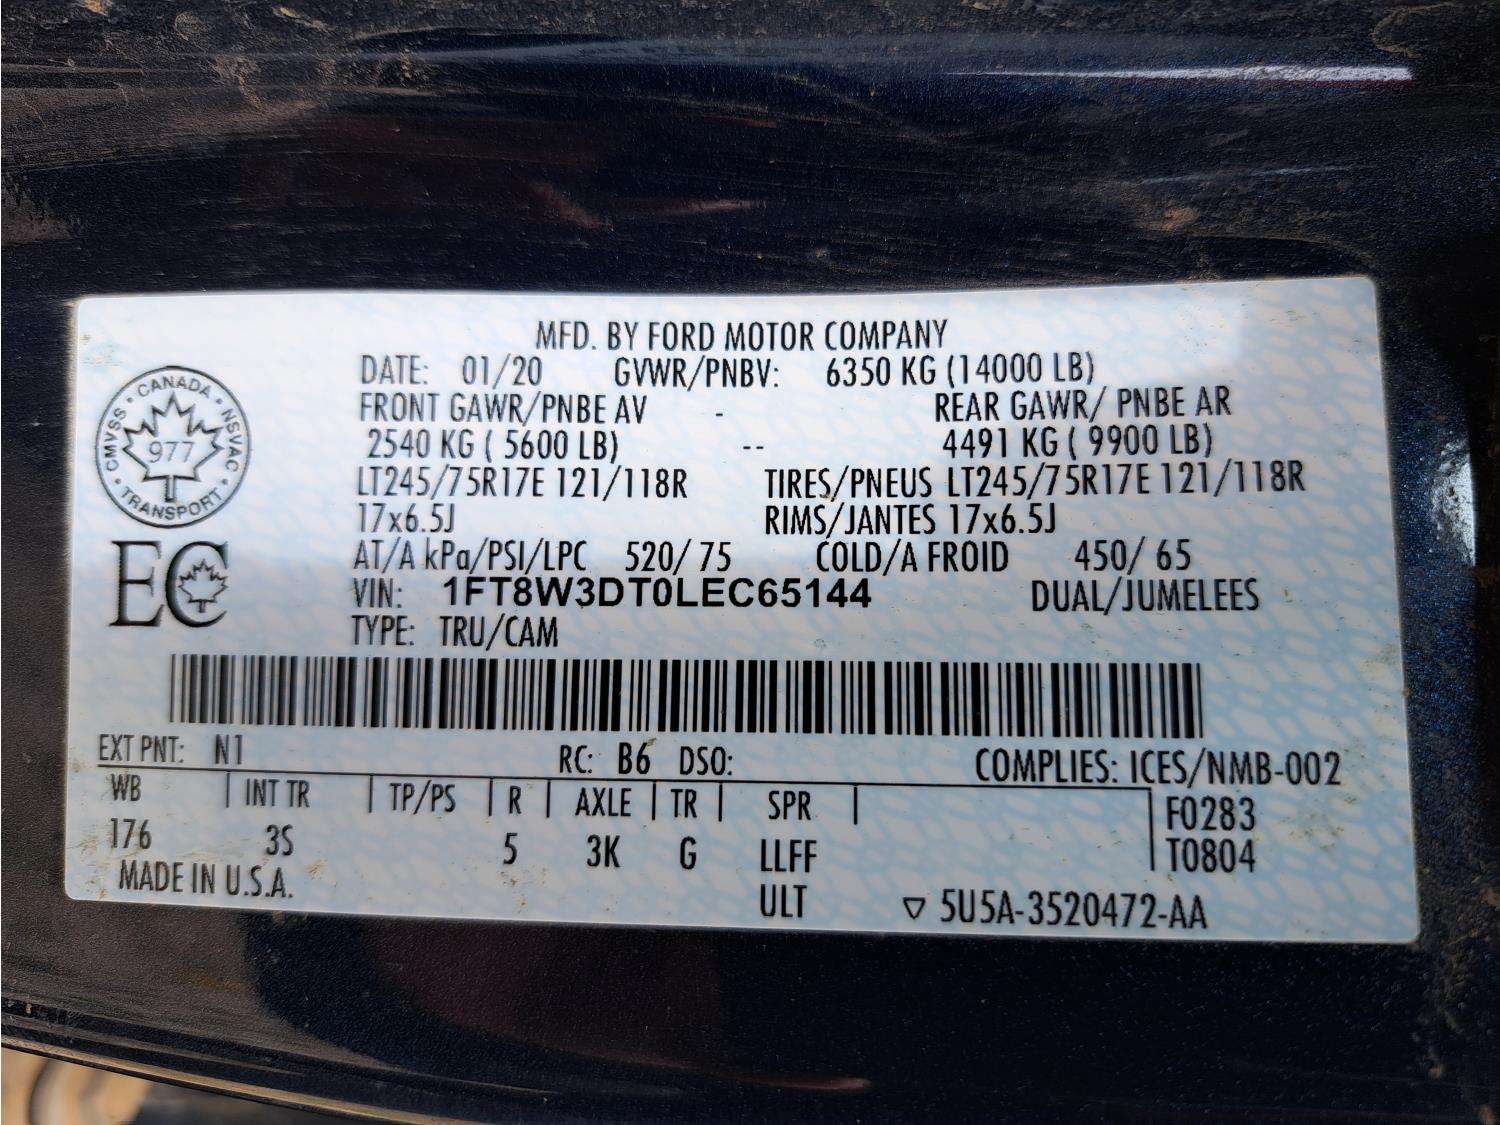 MFD. BY FORD MOTOR COMPANY
DATE: 01/20 GVWR/PNBV: 6350 KG (14000 LB)
FRONT GAWR/PNBE AV - REAR GAWR/ PNBE AR
2540 KG ( 5600 LB) -- 4491 KG ( 9900 LB)
LT245/75R17E 121/118R TIRES/PNEUS LT245/75R17E 121/118R
17x6.5J RIMS/JANTES 17x6.5J
AT/A kPa/PSI/LPC 520/ 75 COLD/A FROID 450/ 65
VIN: 1FT8W3DT0LEC65144 DUAL/JUMELEES
TYPE: TRU/CAM
CMVSS • CANADA • NSVAC • TRANSPORT •
977
EC
EXT PNT: N1 RC: B6 DSO: COMPLIES: ICES/NMB-002
WB | INT TR | TP/PS | R | AXLE | TR | SPR | F0283
176 3S 5 3K G LLFF T0804
MADE IN U.S.A. ULT ▽ 5U5A-3520472-AA